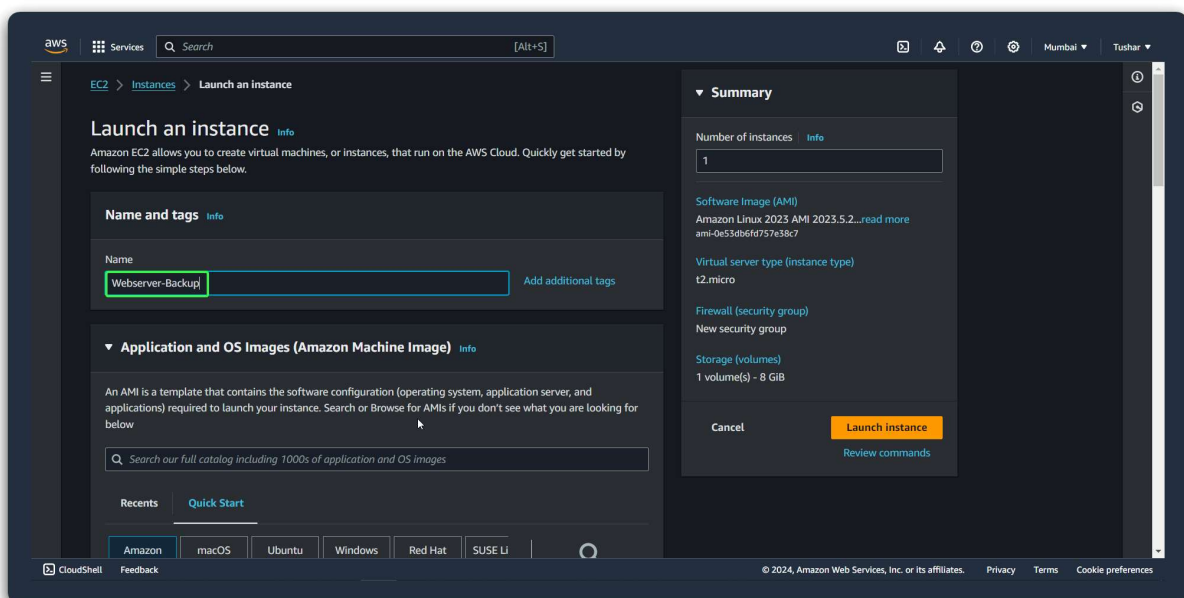 aws
Services
Search [Alt+S]
Mumbai
Tushar
EC2 > Instances > Launch an instance
Launch an instance Info
Amazon EC2 allows you to create virtual machines, or instances, that run on the AWS Cloud. Quickly get started by
following the simple steps below.
Name and tags Info
Name
Webserver-Backup
Add additional tags
Application and OS Images (Amazon Machine Image) Info
An AMI is a template that contains the software configuration (operating system, application server, and
applications) required to launch your instance. Search or Browse for AMIs if you don't see what you are looking for
below
Search our full catalog including 1000s of application and OS images
Recents
Quick Start
Amazon
macOS
Ubuntu
Windows
Red Hat
SUSE Li
Summary
Number of instances Info
1
Software Image (AMI)
Amazon Linux 2023 AMI 2023.5.2...read more
ami-0e53db6fd757e38c7
Virtual server type (instance type)
t2.micro
Firewall (security group)
New security group
Storage (volumes)
1 volume(s) - 8 GiB
Cancel
Launch instance
Review commands
CloudShell
Feedback
© 2024, Amazon Web Services, Inc. or its affiliates.
Privacy
Terms
Cookie preferences